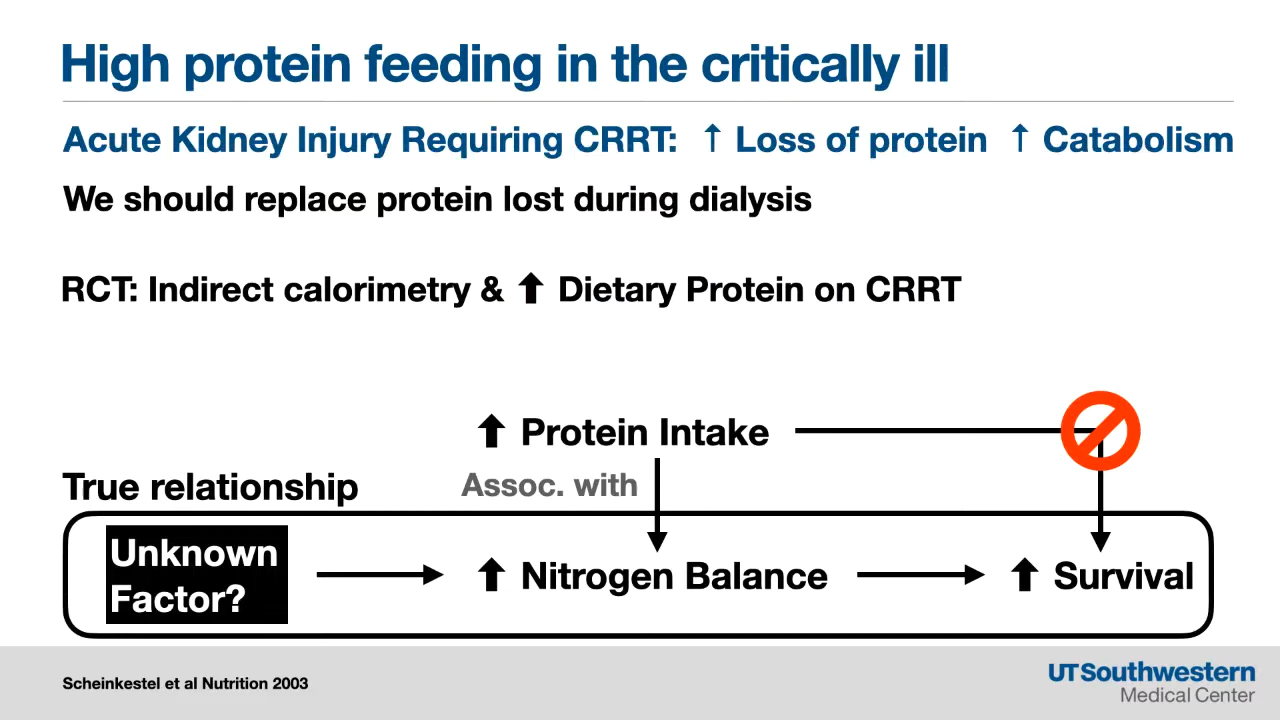 High protein feeding in the critically ill
Acute Kidney Injury Requiring CRRT: ↑ Loss of protein ↑ Catabolism
We should replace protein lost during dialysis
RCT: Indirect calorimetry & ⬆ Dietary Protein on CRRT
⬆ Protein Intake
True relationship
Assoc. with
Unknown
Factor?
⬆ Nitrogen Balance
⬆ Survival
Scheinkestel et al Nutrition 2003
UTSouthwestern
Medical Center